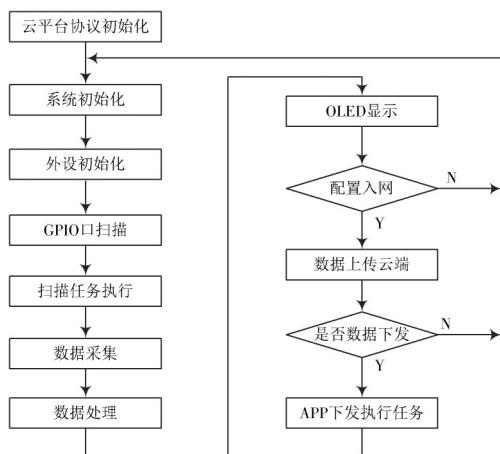 云平台协议初始化
系统初始化
外设初始化
GPIO口扫描
扫描任务执行
数据采集
数据处理
OLED显示
配置入网
N
Y
数据上传云端
是否数据下发
N
Y
APP下发执行任务